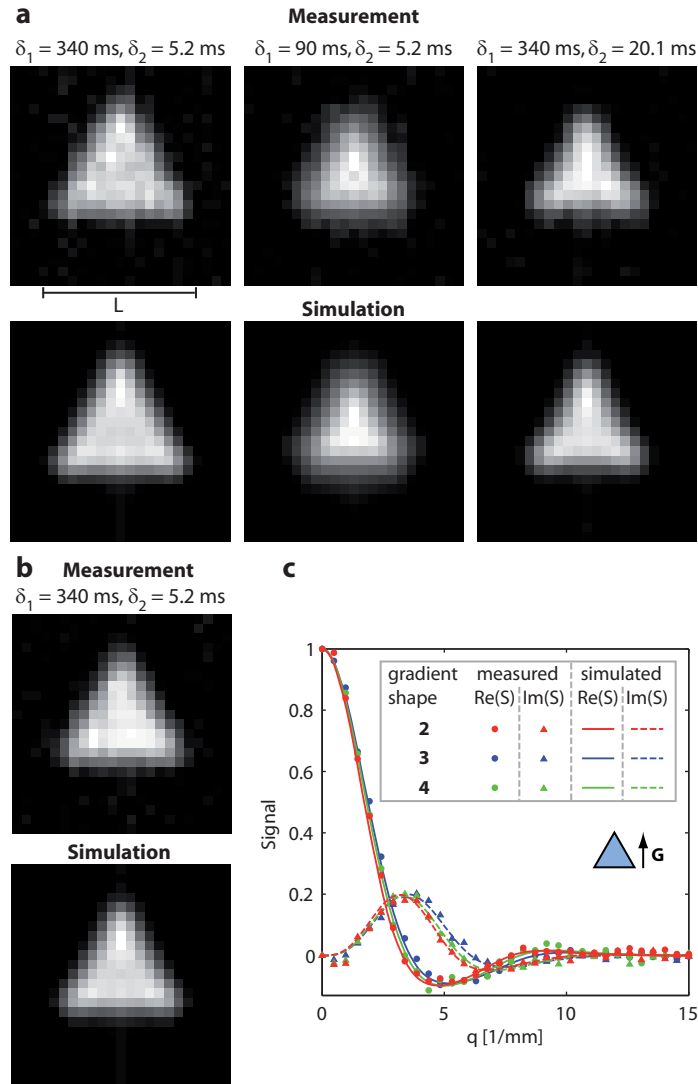 a
Measurement
δ1 = 340 ms, δ2 = 5.2 ms
δ1 = 90 ms, δ2 = 5.2 ms
δ1 = 340 ms, δ2 = 20.1 ms
L
Simulation
b
Measurement
δ1 = 340 ms, δ2 = 5.2 ms
Simulation
c
gradient shape
measured
simulated
Re(S) Im(S) Re(S) Im(S)
2
3
4
G
Signal
1
0.8
0.6
0.4
0.2
0
0 5 10 15
q [1/mm]